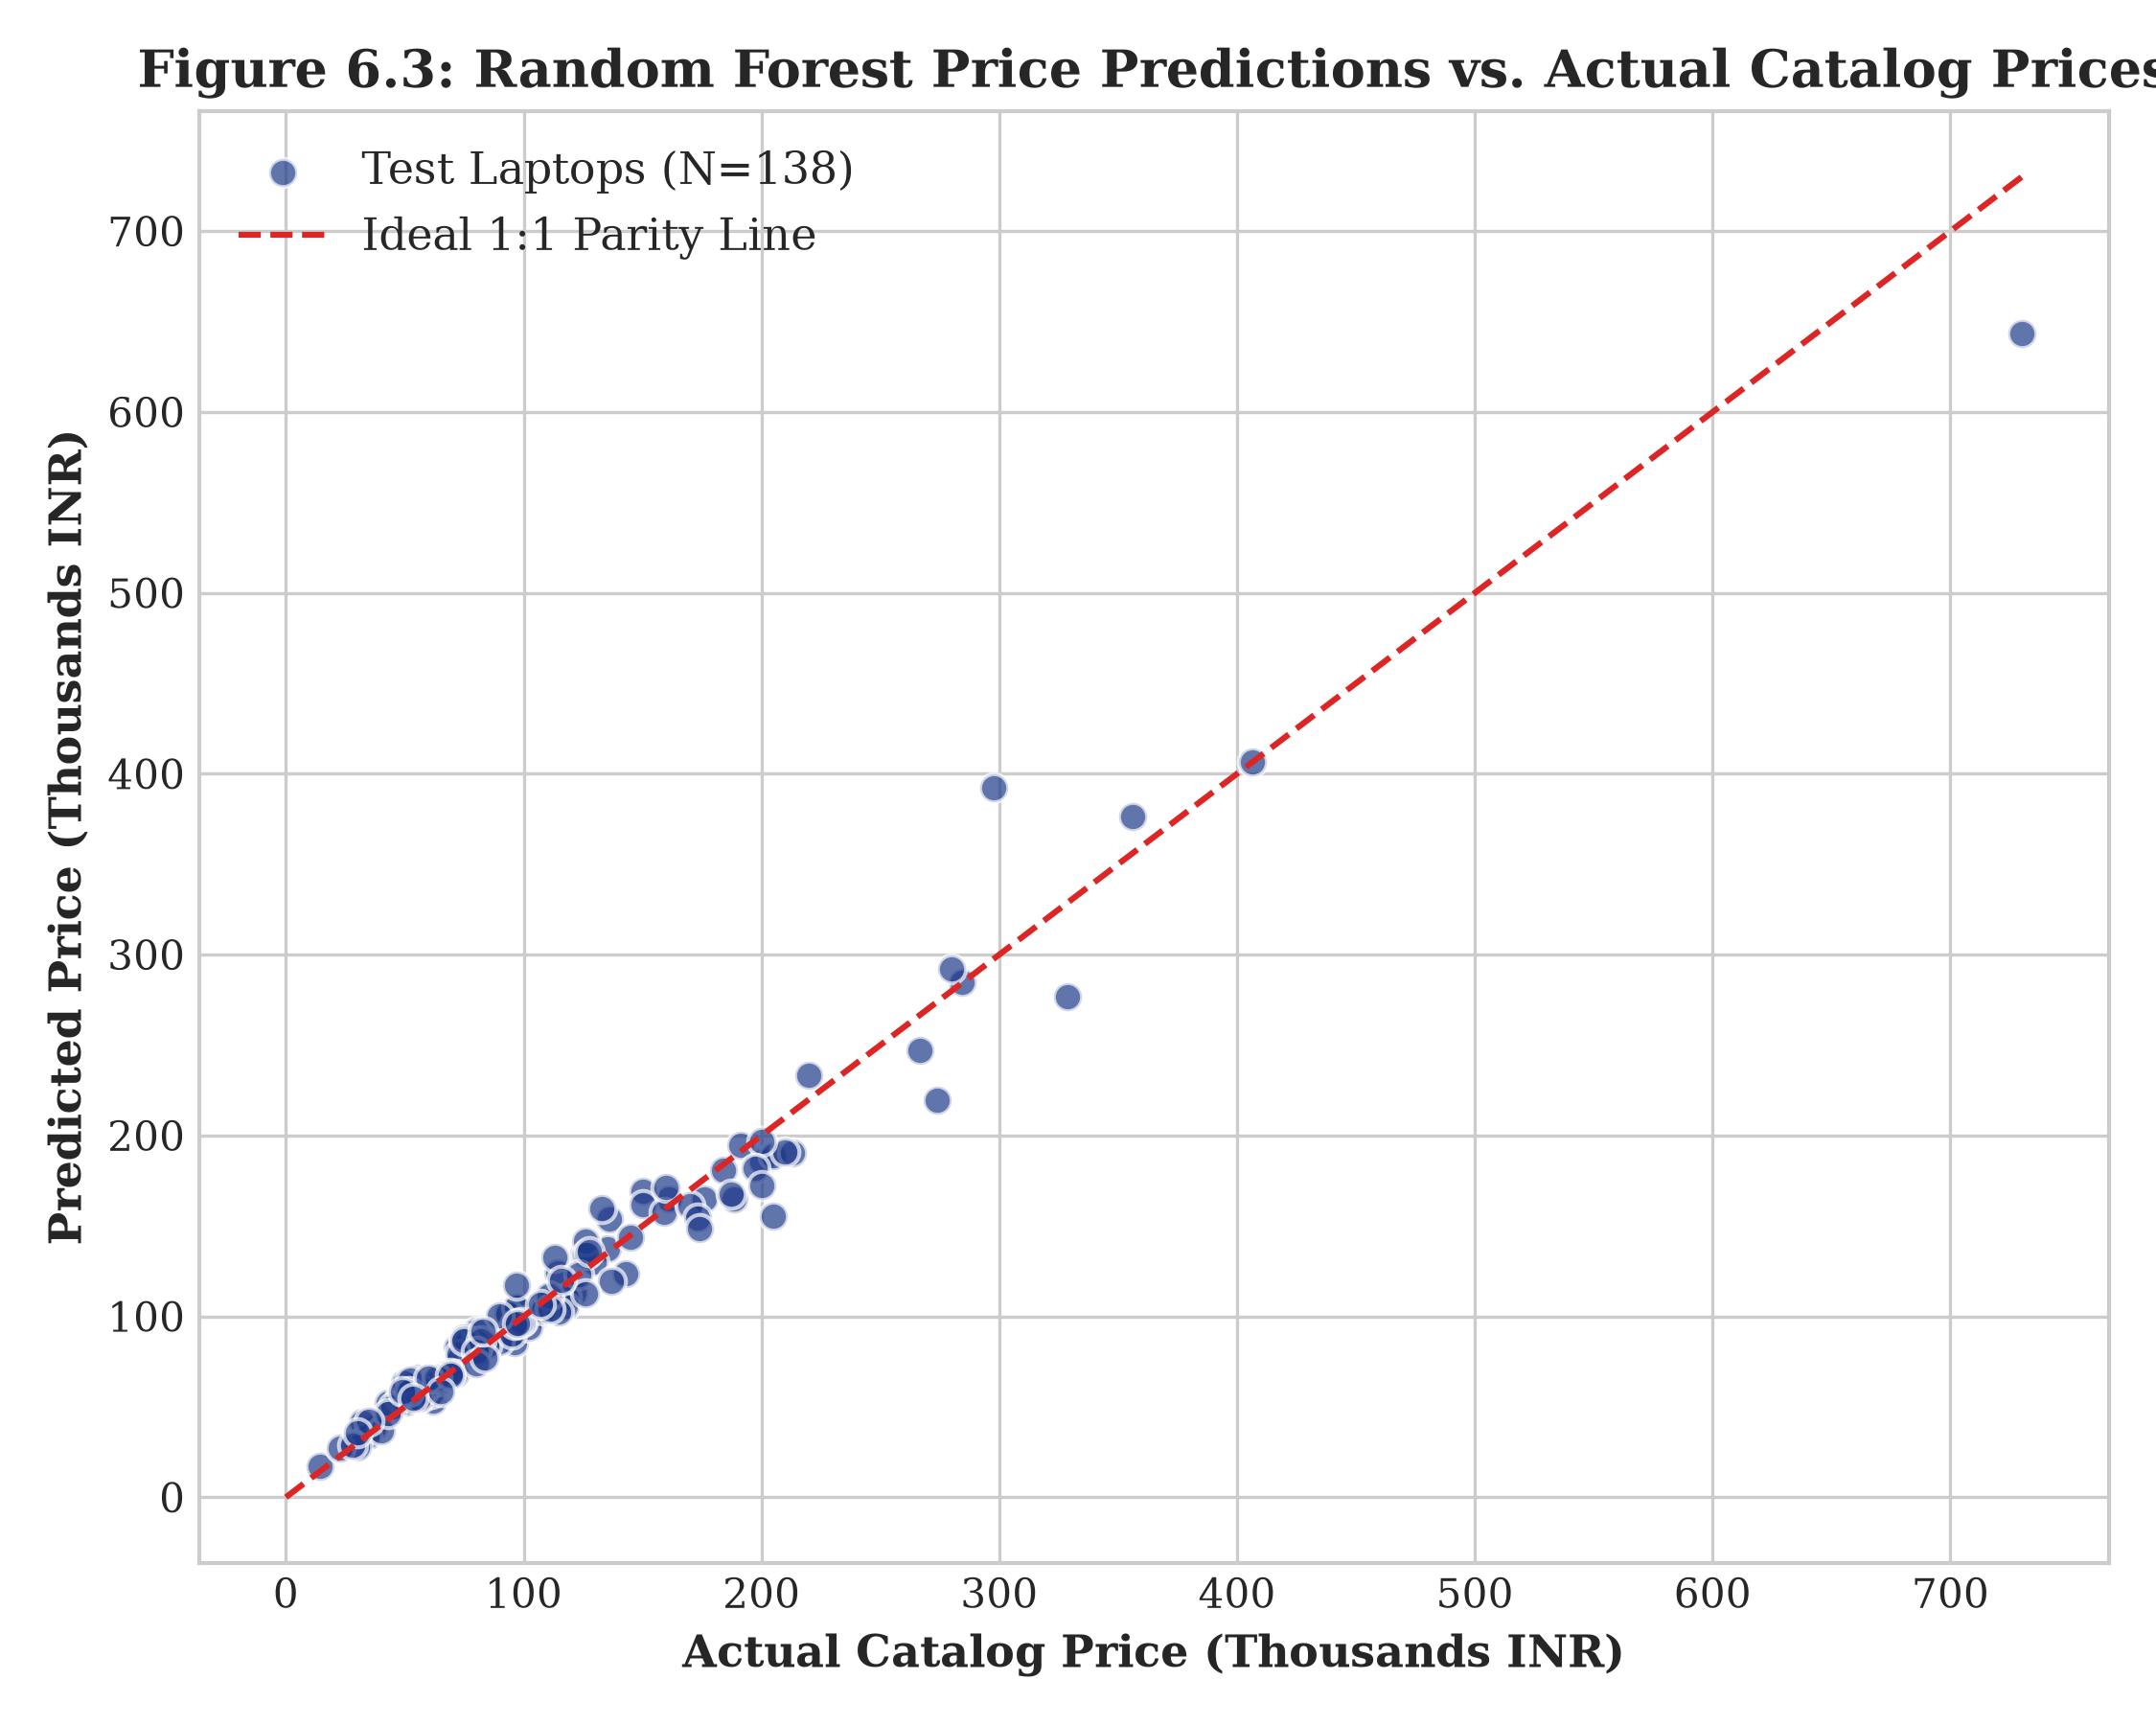 Figure 6.3: Random Forest Price Predictions vs. Actual Catalog Prices
Test Laptops (N=138)
Ideal 1:1 Parity Line
Predicted Price (Thousands INR)
700
600
500
400
300
200
100
0
0 100 200 300 400 500 600 700
Actual Catalog Price (Thousands INR)